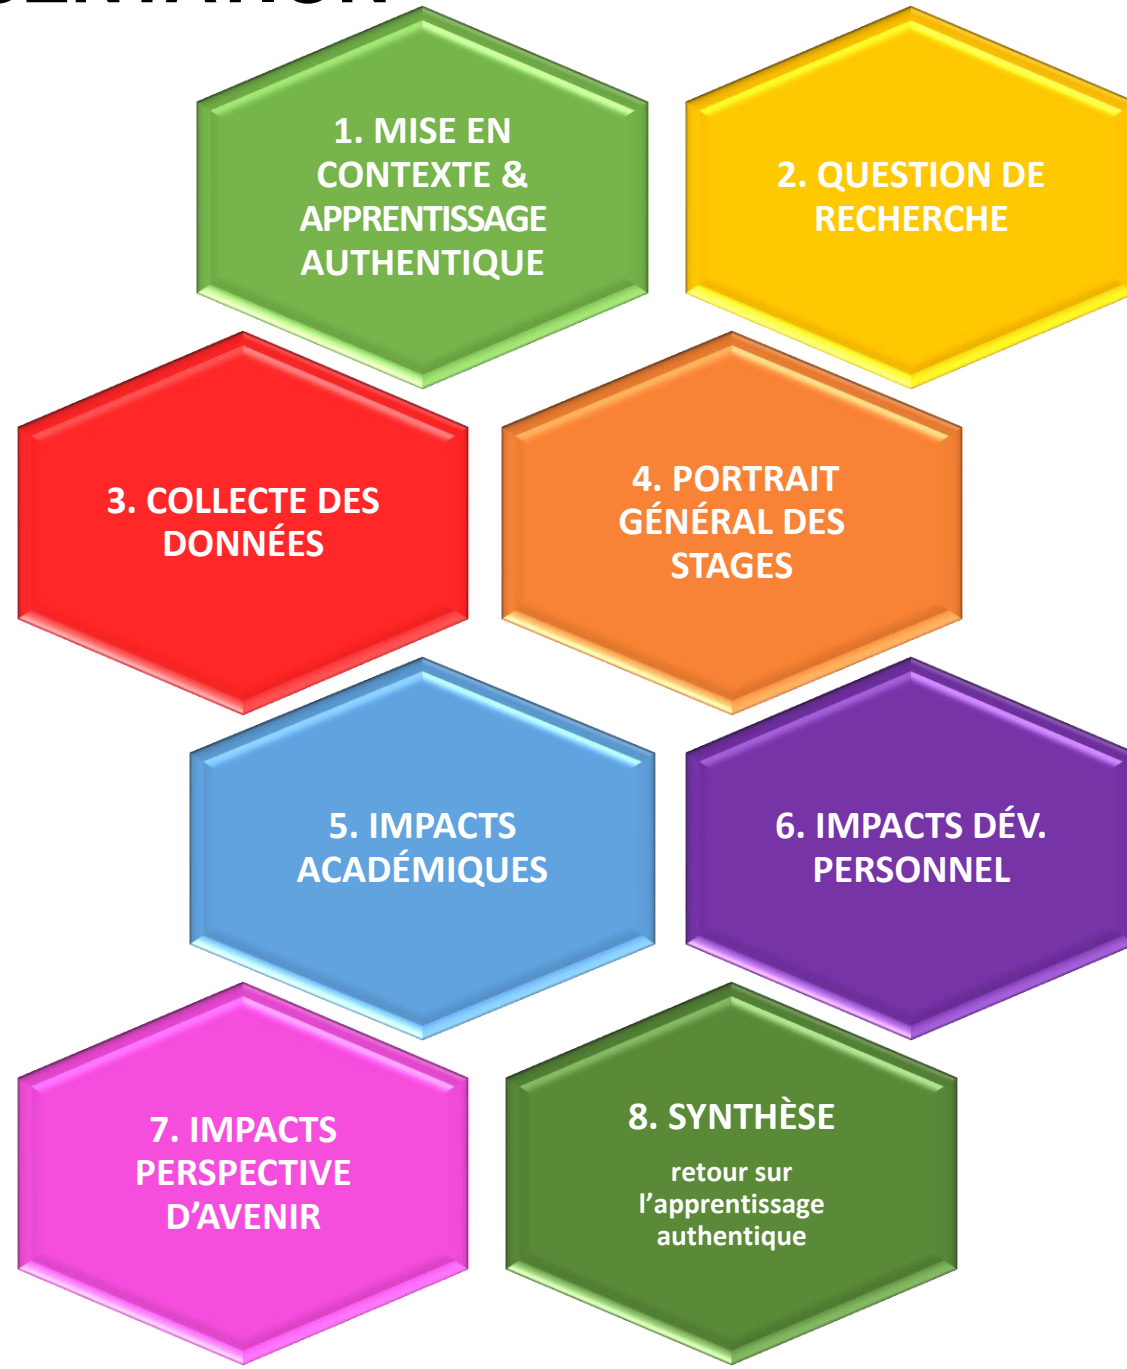 1. MISE EN
CONTEXTE &
APPRENTISSAGE
AUTHENTIQUE
2. QUESTION DE
RECHERCHE
3. COLLECTE DES
DONNÉES
4. PORTRAIT
GÉNÉRAL DES
STAGES
5. IMPACTS
ACADÉMIQUES
6. IMPACTS DÉV.
PERSONNEL
7. IMPACTS
PERSPECTIVE
D’AVENIR
8. SYNTHÈSE
retour sur
l’apprentissage
authentique